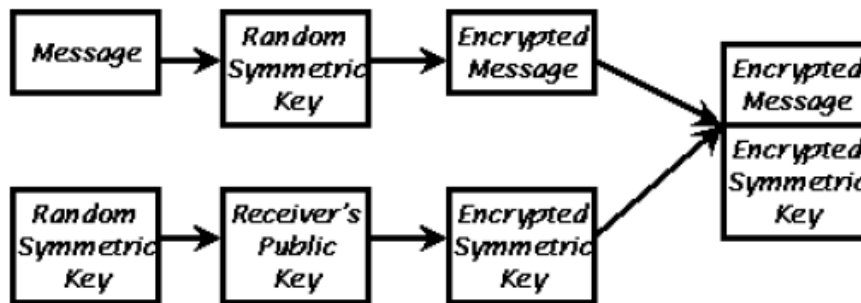 Message
Random
Symmetric
Key
Encrypted
Message
Encrypted
Message
Encrypted
Symmetric
Key
Random
Symmetric
Key
Receiver's
Public
Key
Encrypted
Symmetric
Key